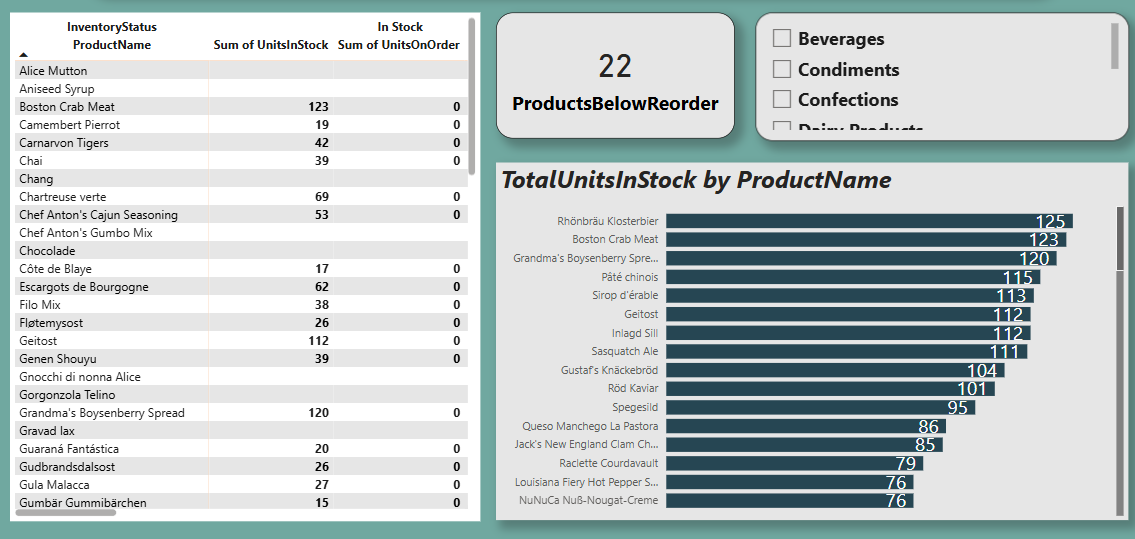 InventoryStatus In Stock
ProductName Sum of UnitsInStock Sum of UnitsOnOrder
Alice Mutton
Aniseed Syrup
Boston Crab Meat 123 0
Camembert Pierrot 19 0
Carnarvon Tigers 42 0
Chai 39 0
Chang
Chartreuse verte 69 0
Chef Anton's Cajun Seasoning 53 0
Chef Anton's Gumbo Mix
Chocolade
Côte de Blaye 17 0
Escargots de Bourgogne 62 0
Filo Mix 38 0
Fløtemysost 26 0
Geitost 112 0
Genen Shouyu 39 0
Gnocchi di nonna Alice
Gorgonzola Telino
Grandma's Boysenberry Spread 120 0
Gravad lax
Guaraná Fantástica 20 0
Gudbrandsdalsost 26 0
Gula Malacca 27 0
Gumbär Gummibärchen 15 0
22
ProductsBelowReorder
Beverages
Condiments
Confections
Dairy Products
TotalUnitsInStock by ProductName
Rhönbräu Klosterbier 125
Boston Crab Meat 123
Grandma's Boysenberry Spre... 120
Pâté chinois 115
Sirop d'érable 113
Geitost 112
Inlagd Sill 112
Sasquatch Ale 111
Gustaf's Knäckebröd 104
Röd Kaviar 101
Spegesild 95
Queso Manchego La Pastora 86
Jack's New England Clam Ch... 85
Raclette Courdavault 79
Louisiana Fiery Hot Pepper S... 76
NuNuCa Nuß-Nougat-Creme 76